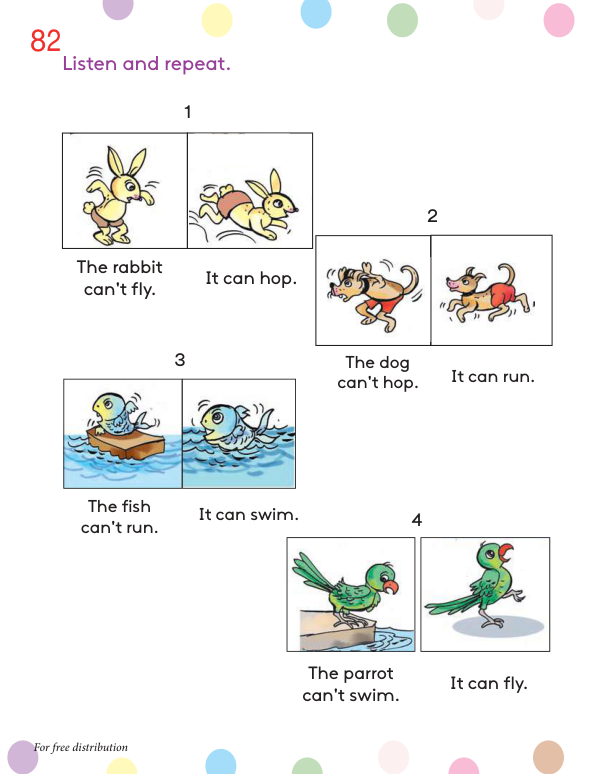 82
Listen and repeat.
1
The rabbit
can't fly.
It can hop.
2
The dog
can't hop.
It can run.
3
The fish
can't run.
It can swim.
4
The parrot
can't swim.
It can fly.
For free distribution